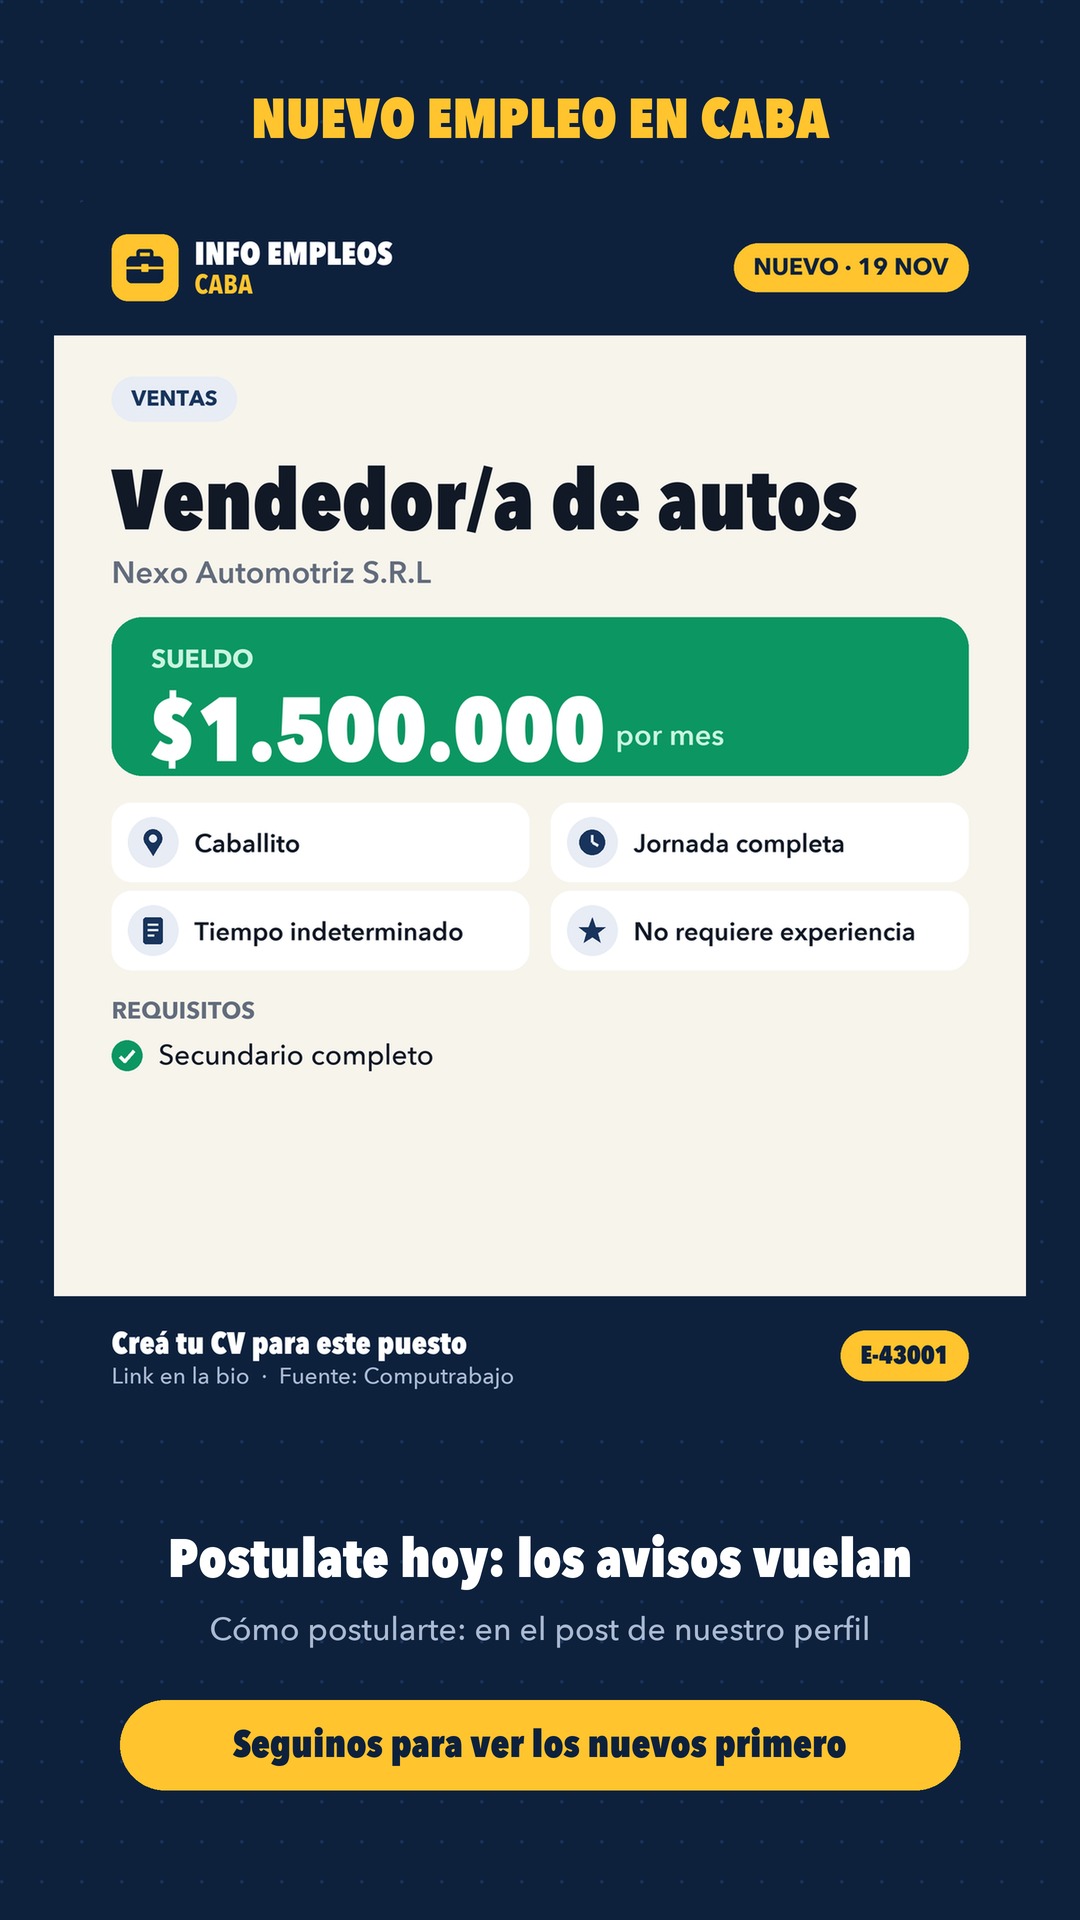 NUEVO EMPLEO EN CABA
INFO EMPLEOS
CABA
NUEVO · 19 NOV
VENTAS
Vendedor/a de autos
Nexo Automotriz S.R.L
SUELDO
$1.500.000 por mes
Caballito
Jornada completa
Tiempo indeterminado
No requiere experiencia
REQUISITOS
Secundario completo
Creá tu CV para este puesto
Link en la bio · Fuente: Computrabajo
E-43001
Postulate hoy: los avisos vuelan
Cómo postularte: en el post de nuestro perfil
Seguinos para ver los nuevos primero